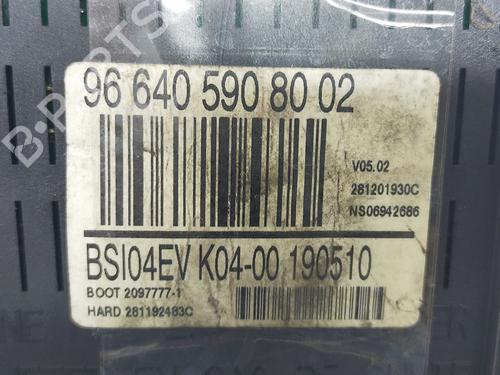 B-PARTS
96 640 590 80 02
V05.02
281201930C
NS06942686
BSI04EV K04-00 190510
BOOT 2097777-1
HARD 281192483C